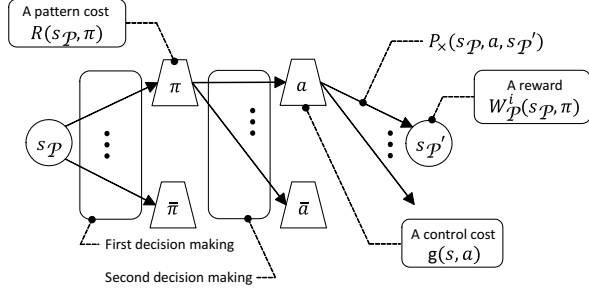 A pattern cost
R(s_𝒫, π)
P_×(s_𝒫, a, s_𝒫′)
A reward
W^i_𝒫(s_𝒫, π)
π
a
s_𝒫
s_𝒫′
π̄
ā
First decision making
Second decision making
A control cost
g(s, a)